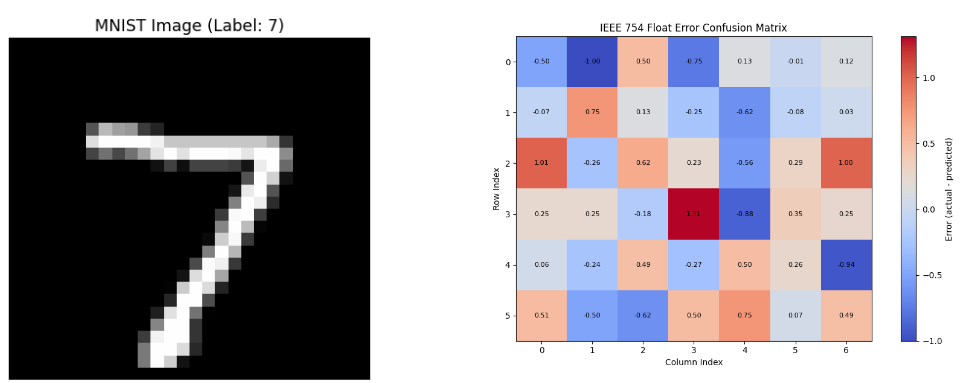 MNIST Image (Label: 7)
IEEE 754 Float Error Confusion Matrix
0 -0.50 -1.00 0.50 -0.75 0.13 -0.01 0.12
1 -0.07 0.75 0.13 -0.25 -0.62 -0.08 0.03
2 1.01 -0.26 0.62 0.23 -0.56 0.29 1.00
3 0.25 0.25 -0.18 1.31 -0.88 0.35 0.25
4 0.06 -0.24 0.49 -0.27 0.50 0.26 -0.94
5 0.51 -0.50 -0.62 0.50 0.75 0.07 0.49
0 1 2 3 4 5 6
Column Index
Row Index
1.0
0.5
0.0
−0.5
−1.0
Error (actual - predicted)